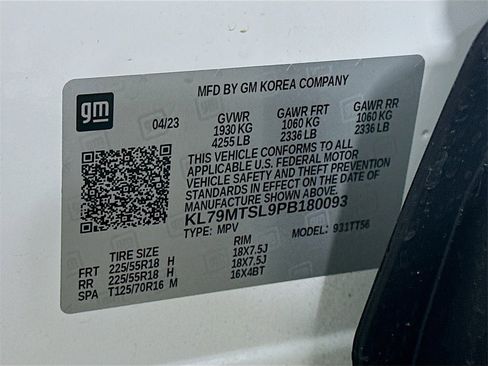 MFD BY GM KOREA COMPANY
gm
04/23 GVWR GAWR FRT GAWR RR
1930 KG 1060 KG 1060 KG
4255 LB 2336 LB 2336 LB
THIS VEHICLE CONFORMS TO ALL
APPLICABLE U.S. FEDERAL MOTOR
VEHICLE SAFETY AND THEFT PREVENTION
STANDARDS IN EFFECT ON THE DATE OF
MANUFACTURE SHOWN ABOVE.
KL79MTSL9PB180093
TYPE: MPV MODEL: 931TT56
TIRE SIZE RIM
FRT 225/55R18 H 18X7.5J
RR 225/55R18 H 18X7.5J
SPA T125/70R16 M 16X4BT